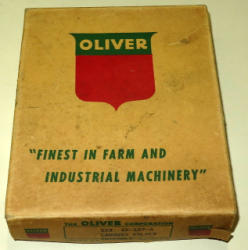 OLIVER
"FINEST IN FARM AND
INDUSTRIAL MACHINERY"
THE OLIVER CORPORATION